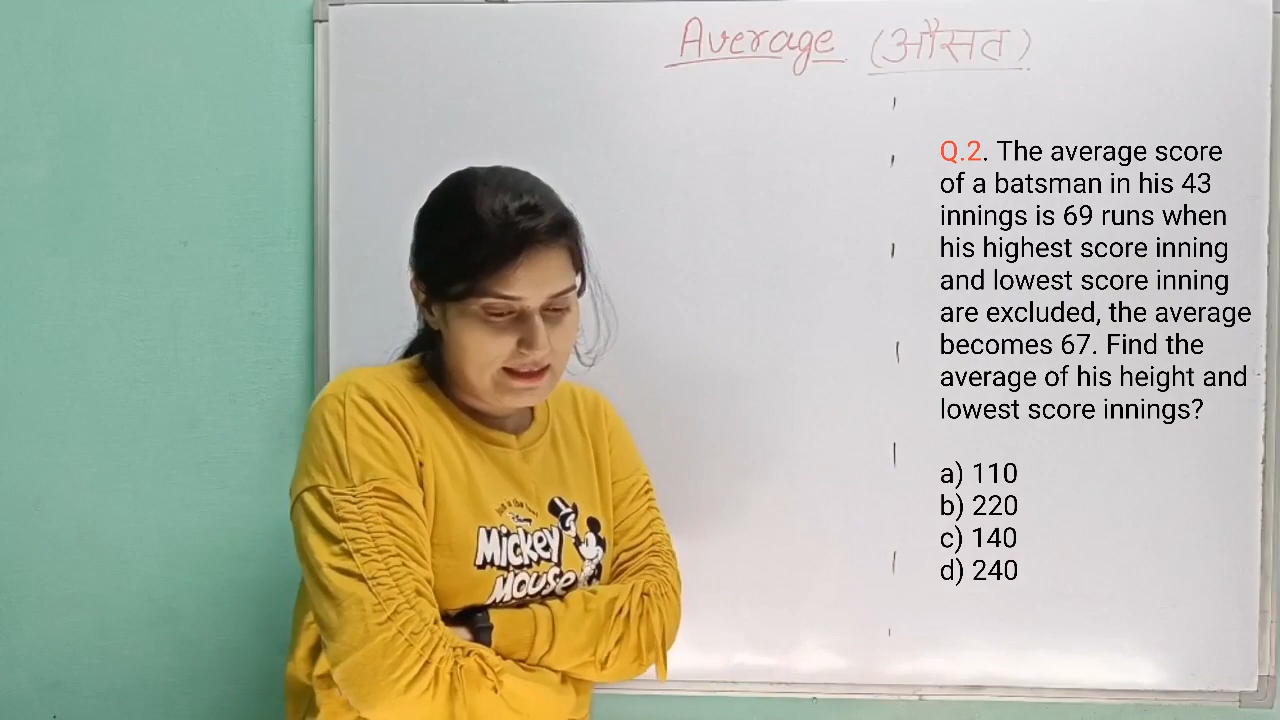 Average (औसत)
Q.2. The average score
of a batsman in his 43
innings is 69 runs when
his highest score inning
and lowest score inning
are excluded, the average
becomes 67. Find the
average of his height and
lowest score innings?
a) 110
b) 220
c) 140
d) 240
Disney
Mickey
Mouse